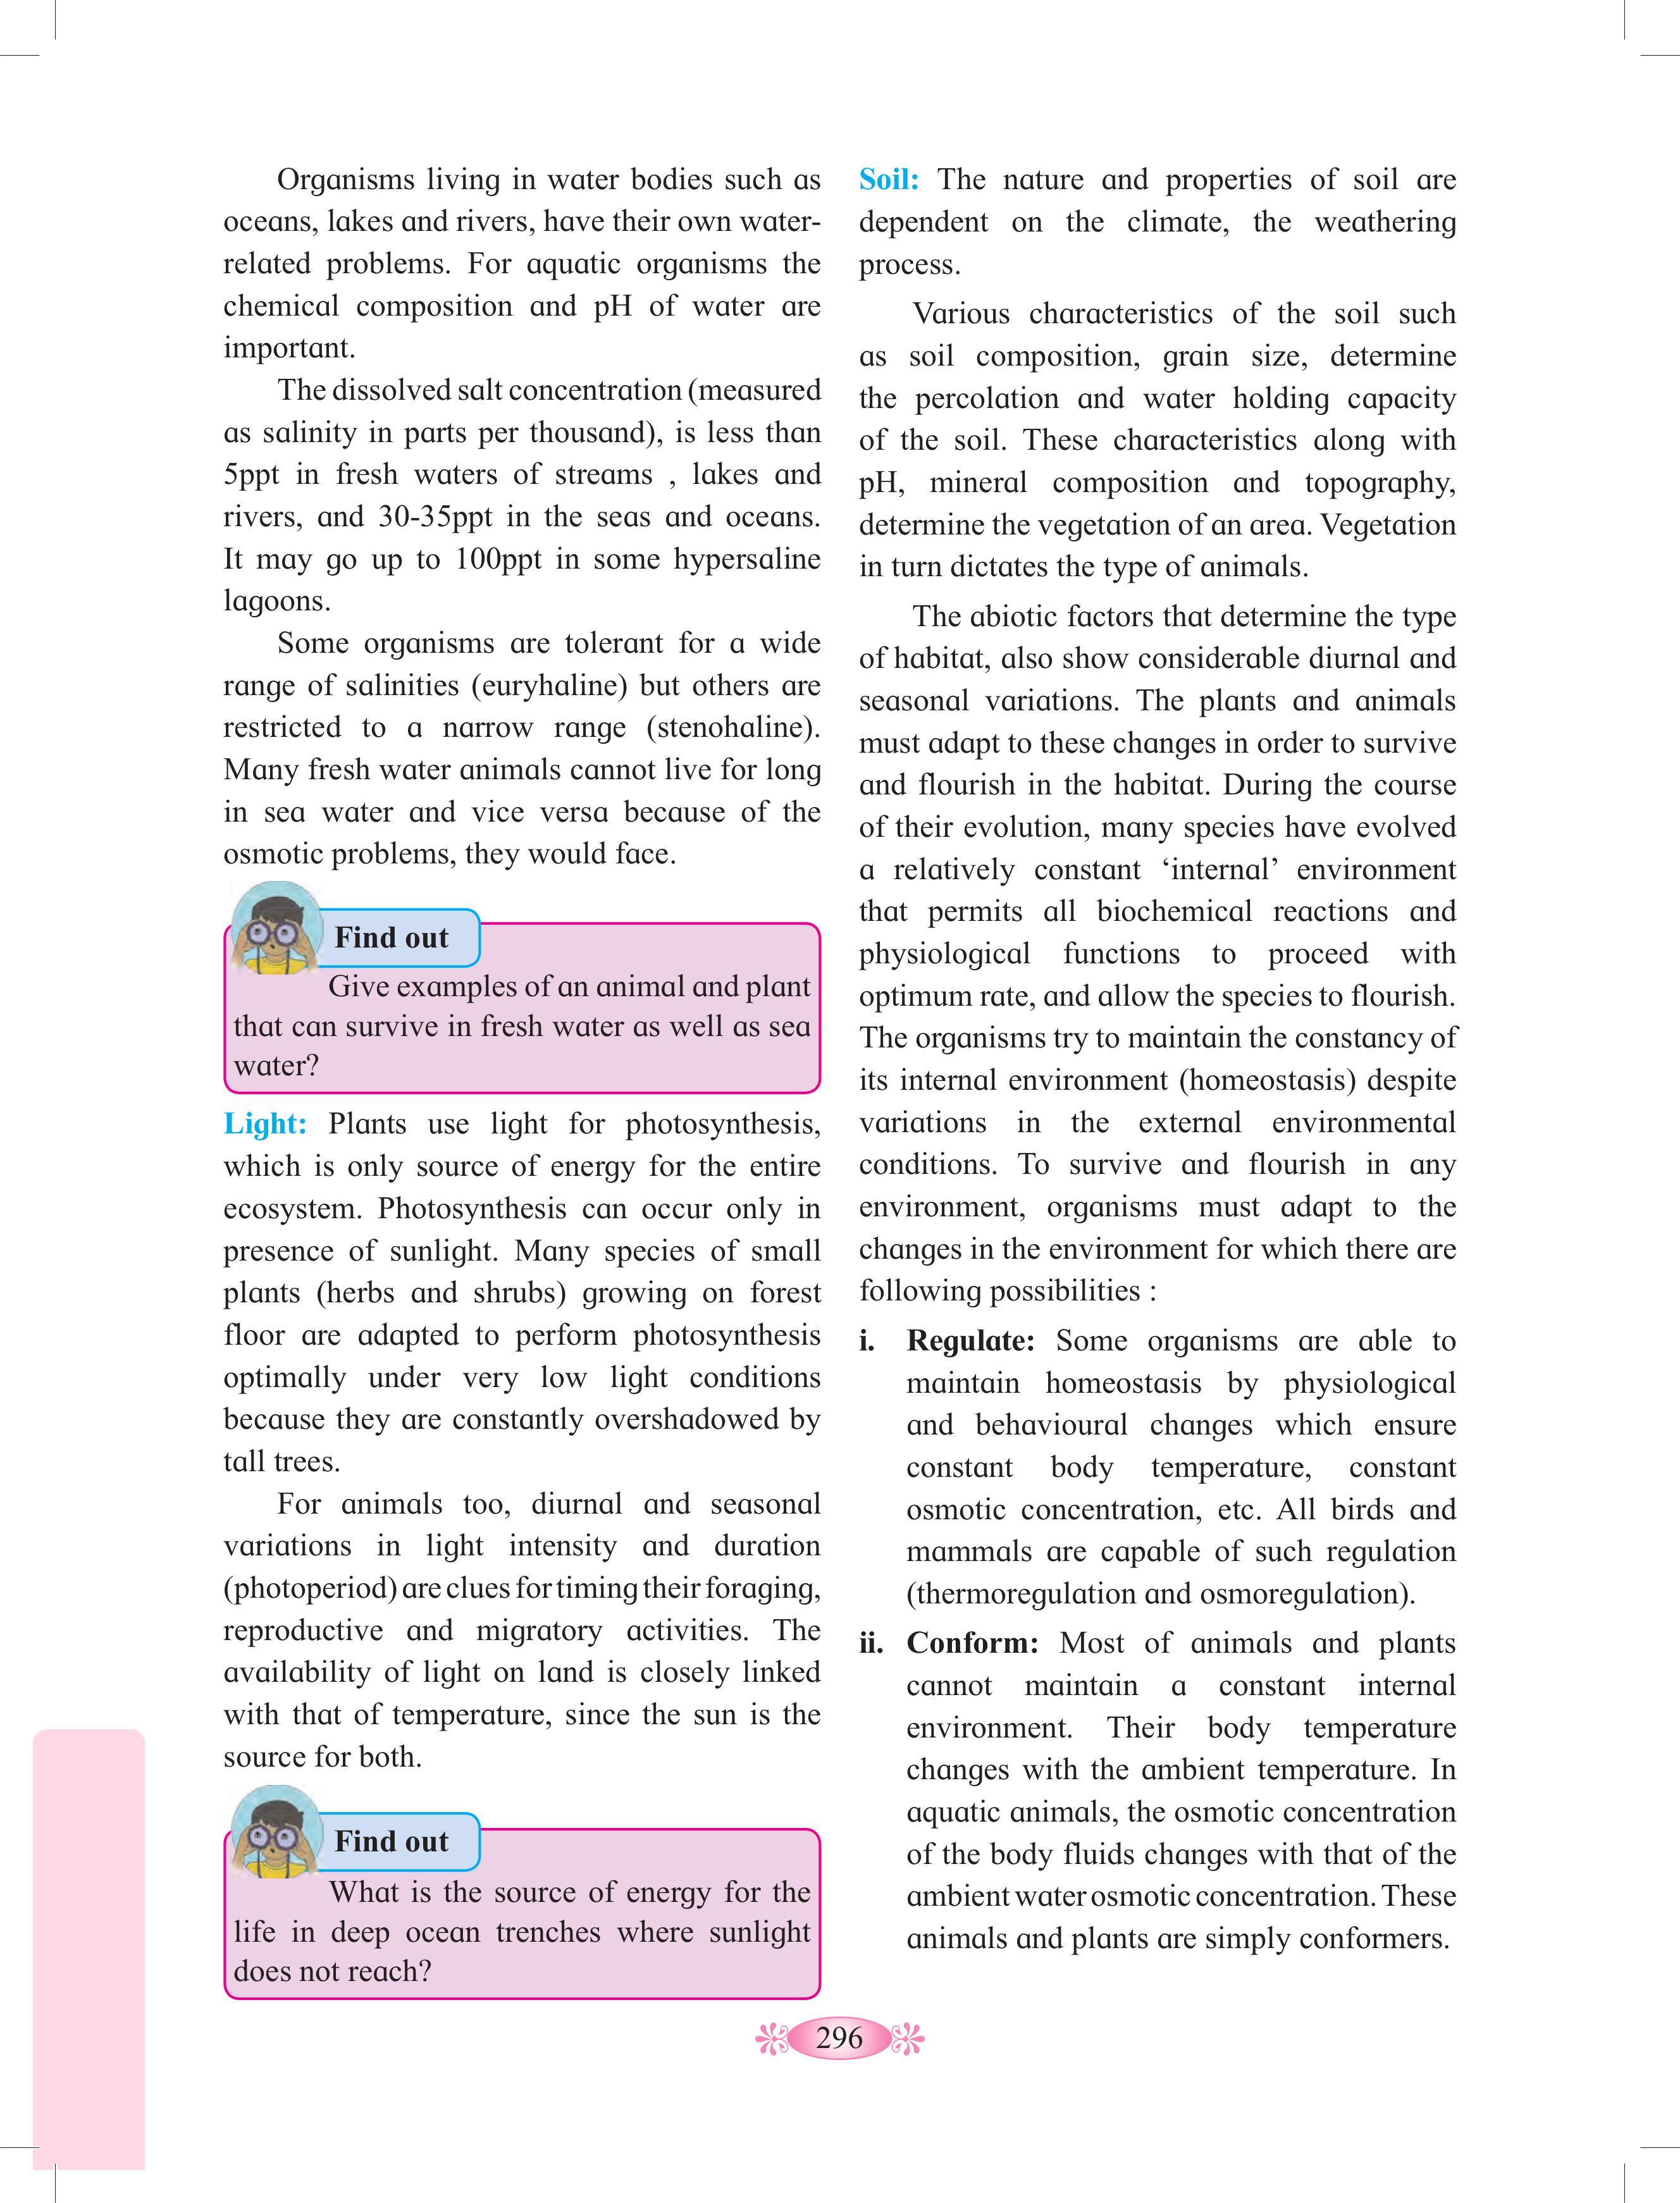 Organisms living in water bodies such as
oceans, lakes and rivers, have their own water-
related problems. For aquatic organisms the
chemical composition and pH of water are
important.
The dissolved salt concentration (measured
as salinity in parts per thousand), is less than
5ppt in fresh waters of streams , lakes and
rivers, and 30-35ppt in the seas and oceans.
It may go up to 100ppt in some hypersaline
lagoons.
Some organisms are tolerant for a wide
range of salinities (euryhaline) but others are
restricted to a narrow range (stenohaline).
Many fresh water animals cannot live for long
in sea water and vice versa because of the
osmotic problems, they would face.
Find out
Give examples of an animal and plant
that can survive in fresh water as well as sea
water?
Light: Plants use light for photosynthesis,
which is only source of energy for the entire
ecosystem. Photosynthesis can occur only in
presence of sunlight. Many species of small
plants (herbs and shrubs) growing on forest
floor are adapted to perform photosynthesis
optimally under very low light conditions
because they are constantly overshadowed by
tall trees.
For animals too, diurnal and seasonal
variations in light intensity and duration
(photoperiod) are clues for timing their foraging,
reproductive and migratory activities. The
availability of light on land is closely linked
with that of temperature, since the sun is the
source for both.
Find out
What is the source of energy for the
life in deep ocean trenches where sunlight
does not reach?
Soil: The nature and properties of soil are
dependent on the climate, the weathering
process.
Various characteristics of the soil such
as soil composition, grain size, determine
the percolation and water holding capacity
of the soil. These characteristics along with
pH, mineral composition and topography,
determine the vegetation of an area. Vegetation
in turn dictates the type of animals.
The abiotic factors that determine the type
of habitat, also show considerable diurnal and
seasonal variations. The plants and animals
must adapt to these changes in order to survive
and flourish in the habitat. During the course
of their evolution, many species have evolved
a relatively constant ‘internal’ environment
that permits all biochemical reactions and
physiological functions to proceed with
optimum rate, and allow the species to flourish.
The organisms try to maintain the constancy of
its internal environment (homeostasis) despite
variations in the external environmental
conditions. To survive and flourish in any
environment, organisms must adapt to the
changes in the environment for which there are
following possibilities :
i. Regulate: Some organisms are able to
maintain homeostasis by physiological
and behavioural changes which ensure
constant body temperature, constant
osmotic concentration, etc. All birds and
mammals are capable of such regulation
(thermoregulation and osmoregulation).
ii. Conform: Most of animals and plants
cannot maintain a constant internal
environment. Their body temperature
changes with the ambient temperature. In
aquatic animals, the osmotic concentration
of the body fluids changes with that of the
ambient water osmotic concentration. These
animals and plants are simply conformers.
296